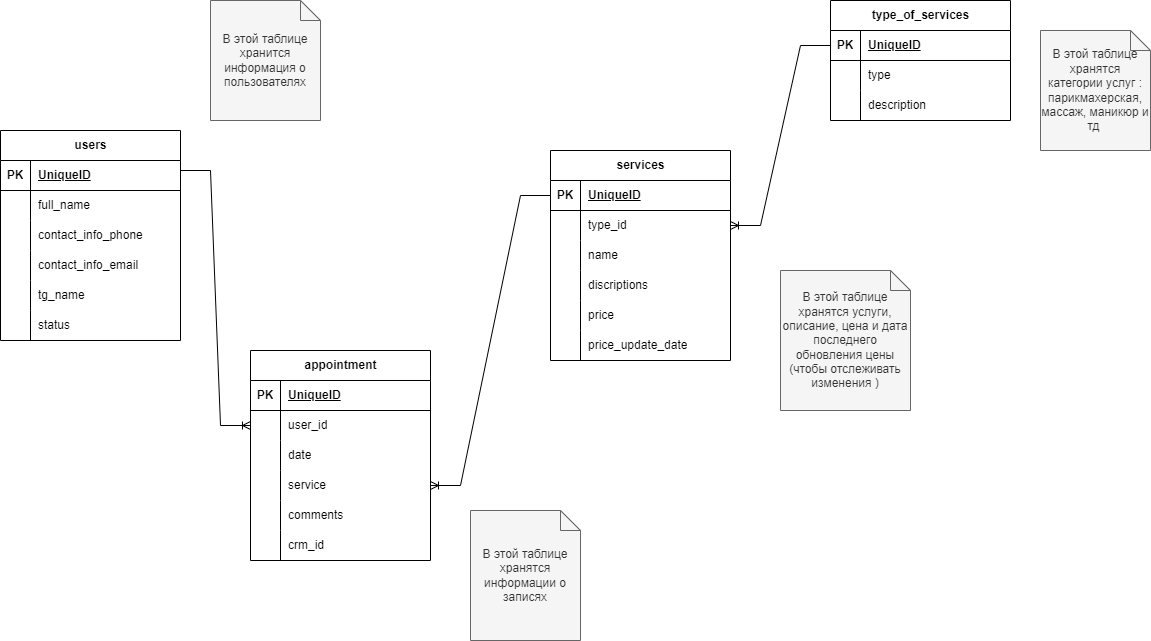 В этой таблице
хранится
информация о
пользователях
type_of_services
PK UniqueID
type
description
В этой таблице
хранятся
категории услуг :
парикмахерская,
массаж, маникюр и
тд
users
PK UniqueID
full_name
contact_info_phone
contact_info_email
tg_name
status
services
PK UniqueID
type_id
name
discriptions
price
price_update_date
В этой таблице
хранятся услуги,
описание, цена и дата
последнего
обновления цены
(чтобы отслеживать
изменения )
appointment
PK UniqueID
user_id
date
service
comments
crm_id
В этой таблице
хранятся
информации о
записях